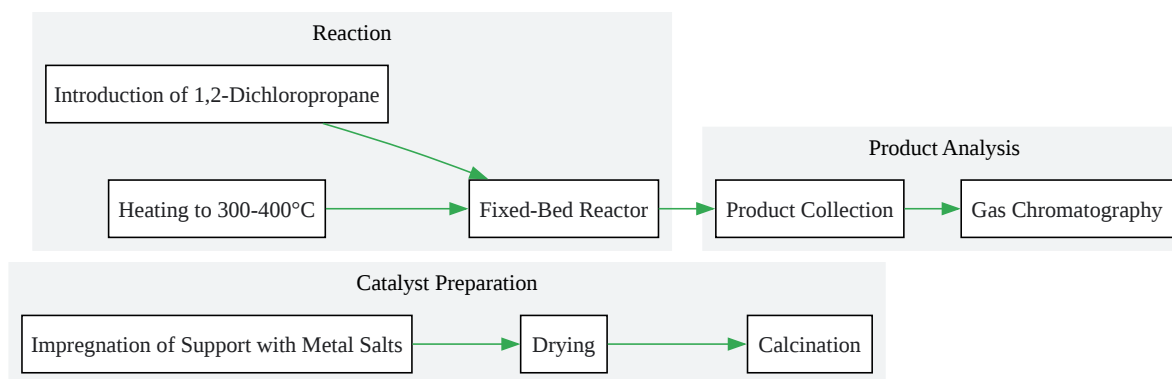 Reaction
Introduction of 1,2-Dichloropropane
Heating to 300-400°C
Fixed-Bed Reactor
Product Analysis
Product Collection
Gas Chromatography
Catalyst Preparation
Impregnation of Support with Metal Salts
Drying
Calcination